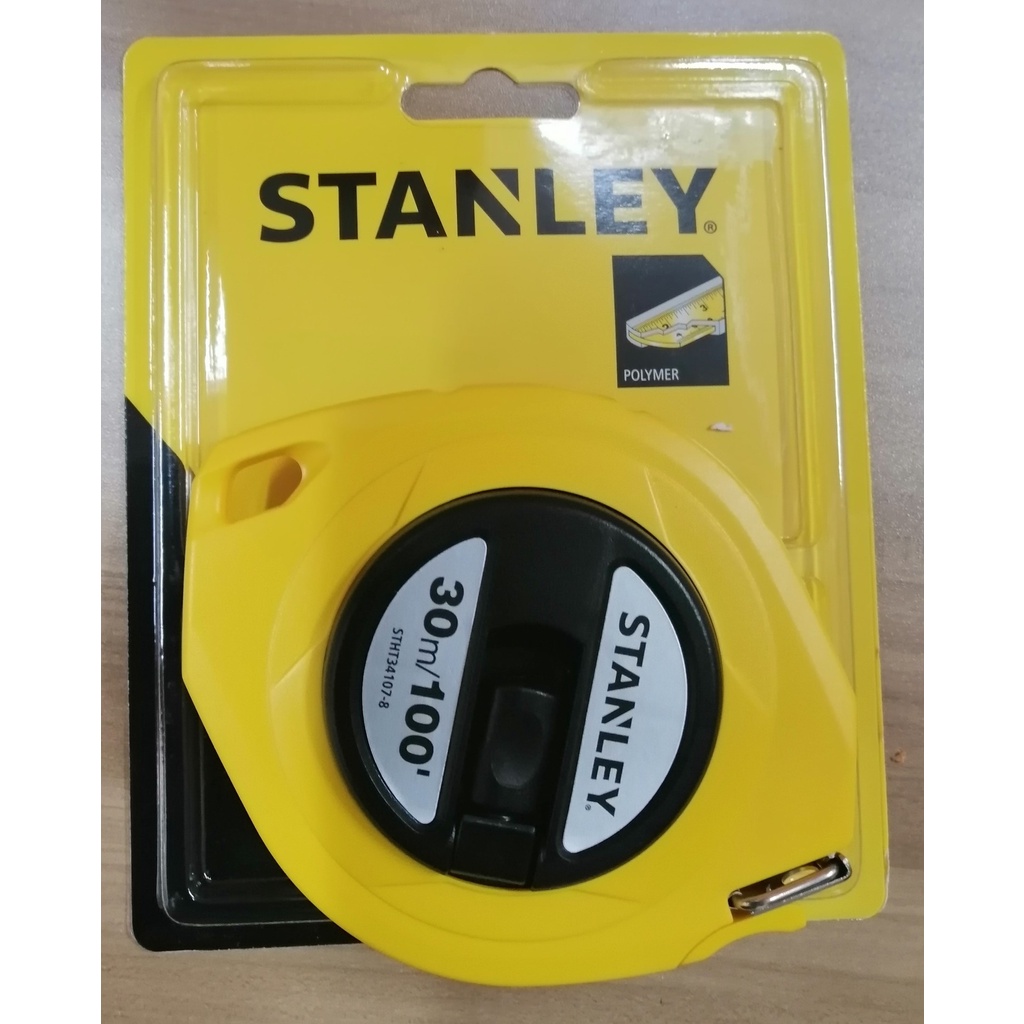 STANLEY®
POLYMER
30m/100'
STHT34107-8
STANLEY®